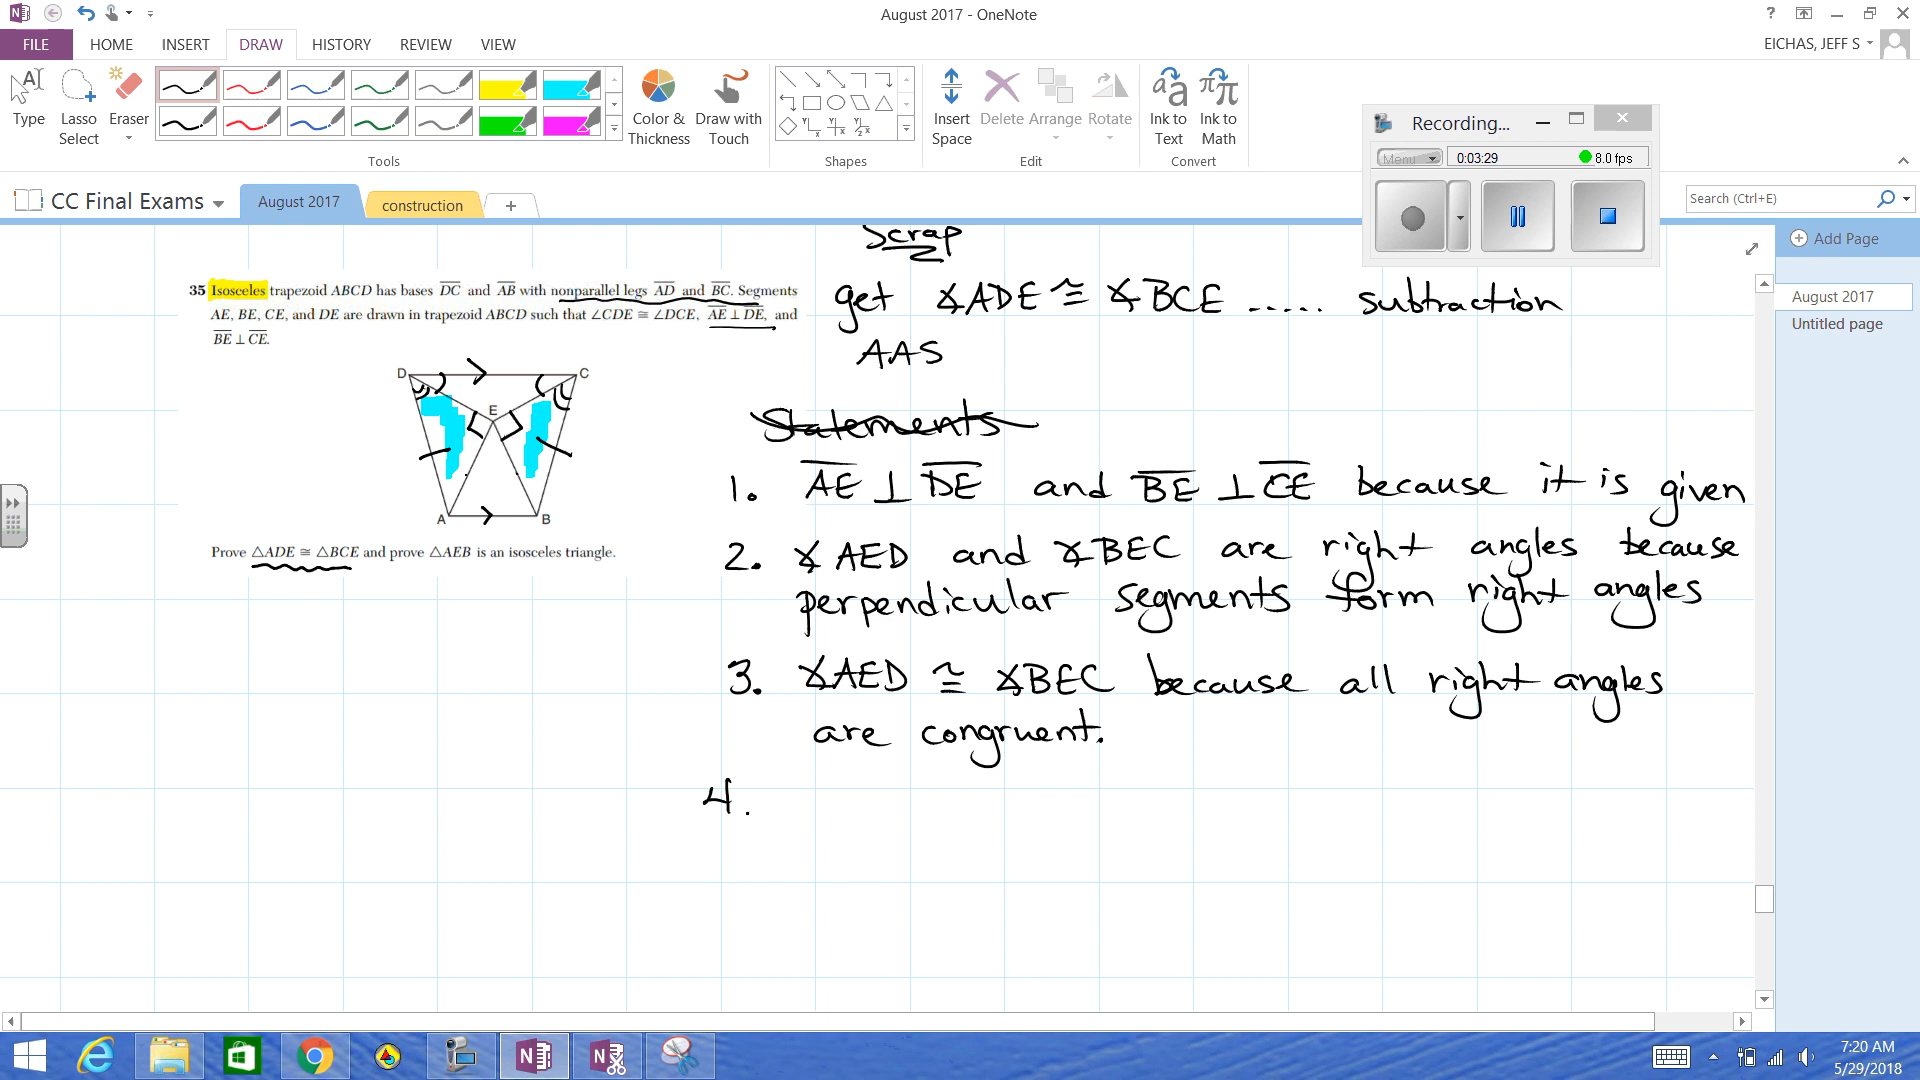 August 2017 - OneNote
FILE HOME INSERT DRAW HISTORY REVIEW VIEW
EICHAS, JEFF S
Type Lasso Select Eraser
Color & Thickness Draw with Touch
Insert Space Delete Arrange Rotate
Ink to Text Ink to Math
Tools Shapes Edit Convert
Recording...
Menu 0:03:29 8.0 fps
CC Final Exams August 2017 construction
Search (Ctrl+E)
Add Page
August 2017
Untitled page
35 Isosceles trapezoid ABCD has bases DC and AB with nonparallel legs AD and BC. Segments
AE, BE, CE, and DE are drawn in trapezoid ABCD such that ∠CDE ≅ ∠DCE, AE ⊥ DE, and
BE ⊥ CE.
D C
E
A B
Prove △ADE ≅ △BCE and prove △AEB is an isosceles triangle.
Scrap
get ∡ADE ≅ ∡BCE ..... subtraction
AAS
Statements
1. AE ⊥ DE and BE ⊥ CE because it is given
2. ∡AED and ∡BEC are right angles because
perpendicular segments form right angles
3. ∡AED ≅ ∡BEC because all right angles
are congruent.
4.
7:20 AM
5/29/2018